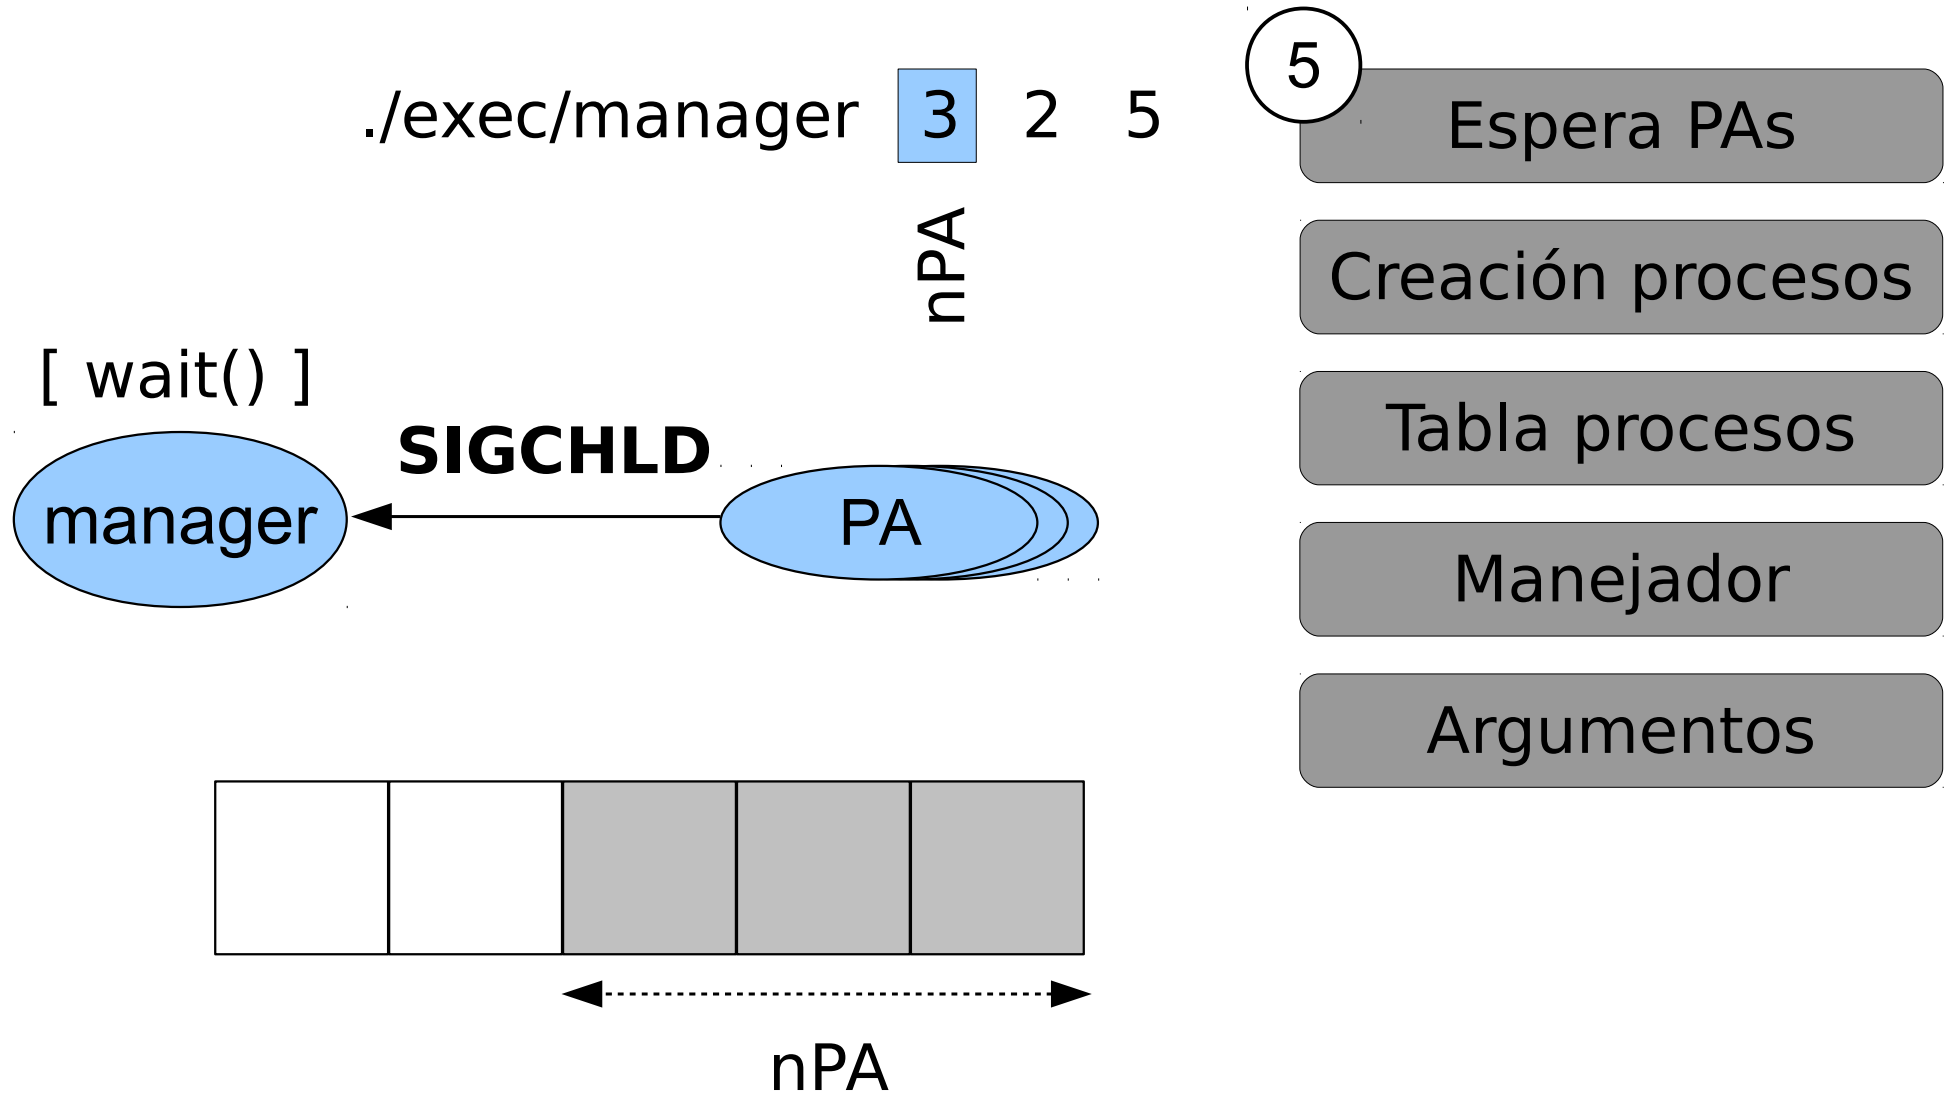 ./exec/manager 3 2 5
nPA
[ wait() ]
SIGCHLD
manager
PA
nPA
5
Espera PAs
Creación procesos
Tabla procesos
Manejador
Argumentos